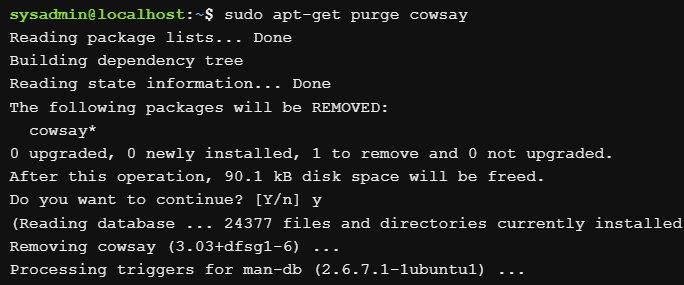 sysadmin@localhost:~$ sudo apt-get purge cowsay
Reading package lists... Done
Building dependency tree
Reading state information... Done
The following packages will be REMOVED:
  cowsay*
0 upgraded, 0 newly installed, 1 to remove and 0 not upgraded.
After this operation, 90.1 kB disk space will be freed.
Do you want to continue? [Y/n] y
(Reading database ... 24377 files and directories currently installed
Removing cowsay (3.03+dfsg1-6) ...
Processing triggers for man-db (2.6.7.1-1ubuntu1) ...